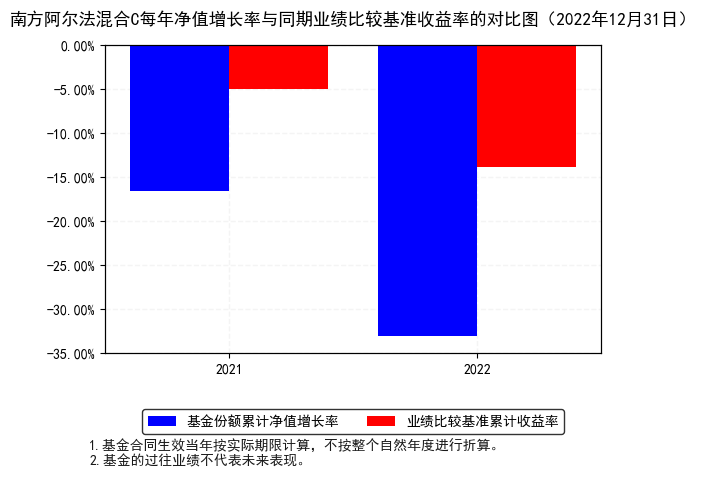 南方阿尔法混合C每年净值增长率与同期业绩比较基准收益率的对比图（2022年12月31日）
0.00%
-5.00%
-10.00%
-15.00%
-20.00%
-25.00%
-30.00%
-35.00%
2021 2022
基金份额累计净值增长率 业绩比较基准累计收益率
1.基金合同生效当年按实际期限计算，不按整个自然年度进行折算。
2.基金的过往业绩不代表未来表现。